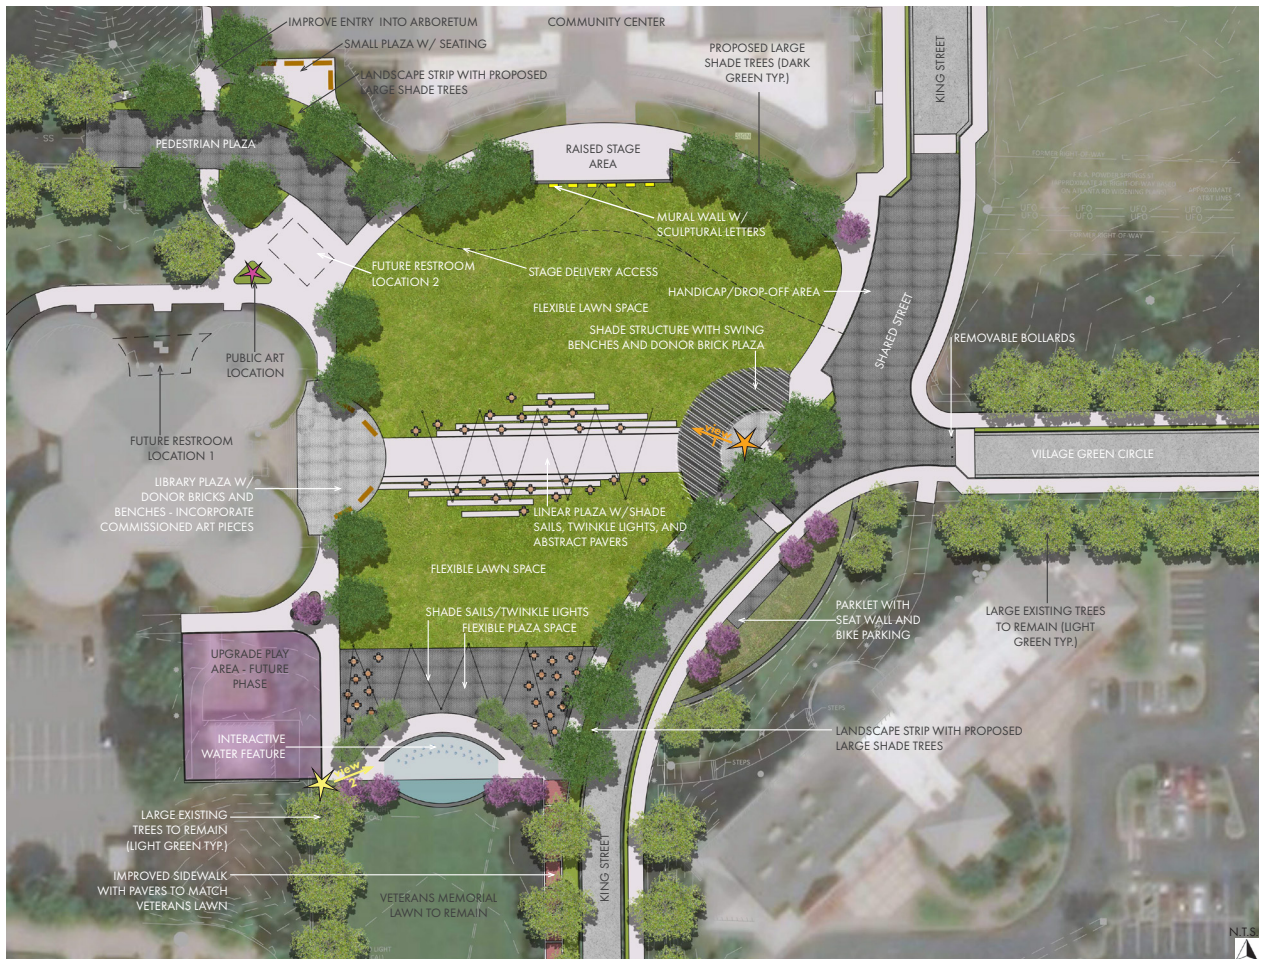 IMPROVE ENTRY INTO ARBORETUM
SMALL PLAZA W/ SEATING
LANDSCAPE STRIP WITH PROPOSED
LARGE SHADE TREES
COMMUNITY CENTER
PROPOSED LARGE
SHADE TREES (DARK
GREEN TYP.)
KING STREET
SS
PEDESTRIAN PLAZA
RAISED STAGE
AREA
MURAL WALL W/
SCULPTURAL LETTERS
FUTURE RESTROOM
LOCATION 2
STAGE DELIVERY ACCESS
HANDICAP/DROP-OFF AREA
FLEXIBLE LAWN SPACE
SHADE STRUCTURE WITH SWING
BENCHES AND DONOR BRICK PLAZA
SHARED STREET
REMOVABLE BOLLARDS
PUBLIC ART
LOCATION
FUTURE RESTROOM
LOCATION 1
View
1
VILLAGE GREEN CIRCLE
LIBRARY PLAZA W/
DONOR BRICKS AND
BENCHES - INCORPORATE
COMMISSIONED ART PIECES
LINEAR PLAZA W/SHADE
SAILS, TWINKLE LIGHTS, AND
ABSTRACT PAVERS
FLEXIBLE LAWN SPACE
SHADE SAILS/TWINKLE LIGHTS
FLEXIBLE PLAZA SPACE
PARKLET WITH
SEAT WALL AND
BIKE PARKING
LARGE EXISTING TREES
TO REMAIN (LIGHT
GREEN TYP.)
UPGRADE PLAY
AREA - FUTURE
PHASE
STEPS
LANDSCAPE STRIP WITH PROPOSED
LARGE SHADE TREES
STEPS
INTERACTIVE
WATER FEATURE
View
2
LARGE EXISTING
TREES TO REMAIN
(LIGHT GREEN TYP.)
IMPROVED SIDEWALK
WITH PAVERS TO MATCH
VETERANS LAWN
VETERANS MEMORIAL
LAWN TO REMAIN
KING STREET
N.T.S.